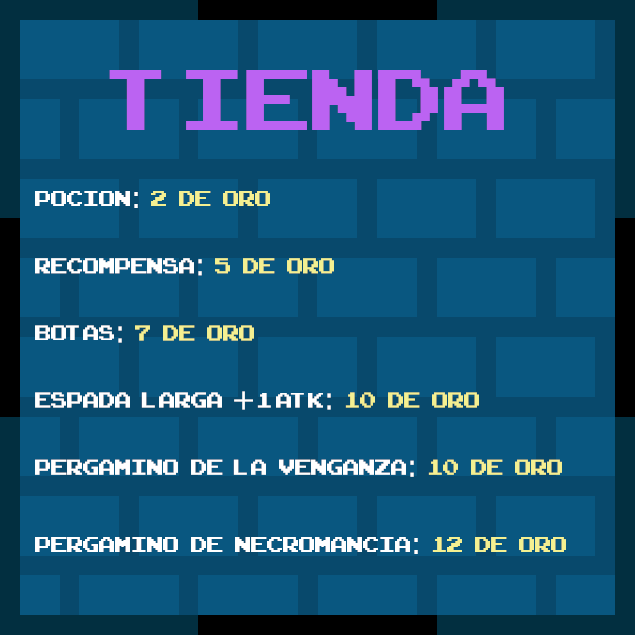 TIENDA
POCION: 2 DE ORO
RECOMPENSA: 5 DE ORO
BOTAS: 7 DE ORO
ESPADA LARGA +1ATK: 10 DE ORO
PERGAMINO DE LA VENGANZA: 10 DE ORO
PERGAMINO DE NECROMANCIA: 12 DE ORO